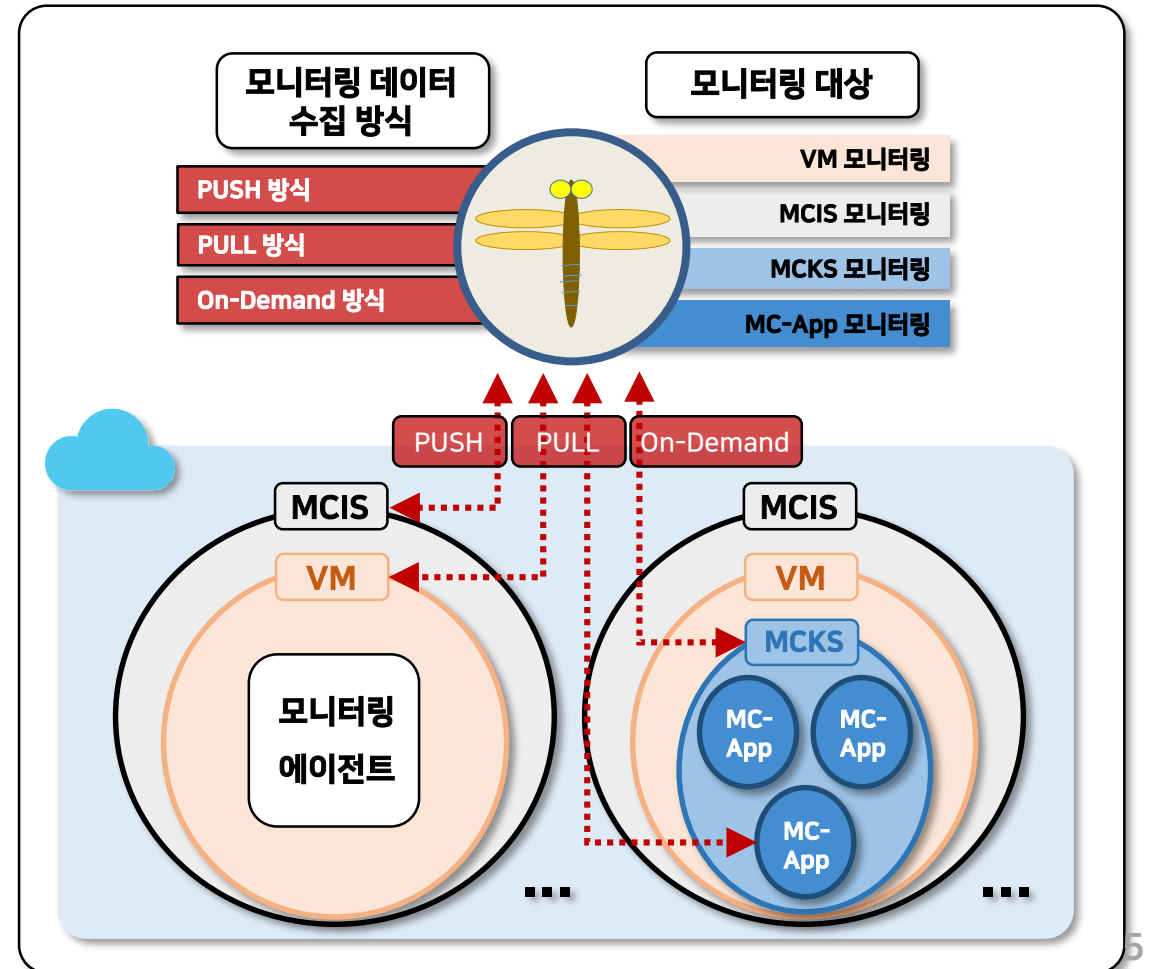 모니터링 데이터
수집 방식
모니터링 대상
PUSH 방식
PULL 방식
On-Demand 방식
VM 모니터링
MCIS 모니터링
MCKS 모니터링
MC-App 모니터링
PUSH
PULL
On-Demand
MCIS
VM
모니터링
에이전트
...
MCIS
VM
MCKS
MC-
App
MC-
App
MC-
App
...
5